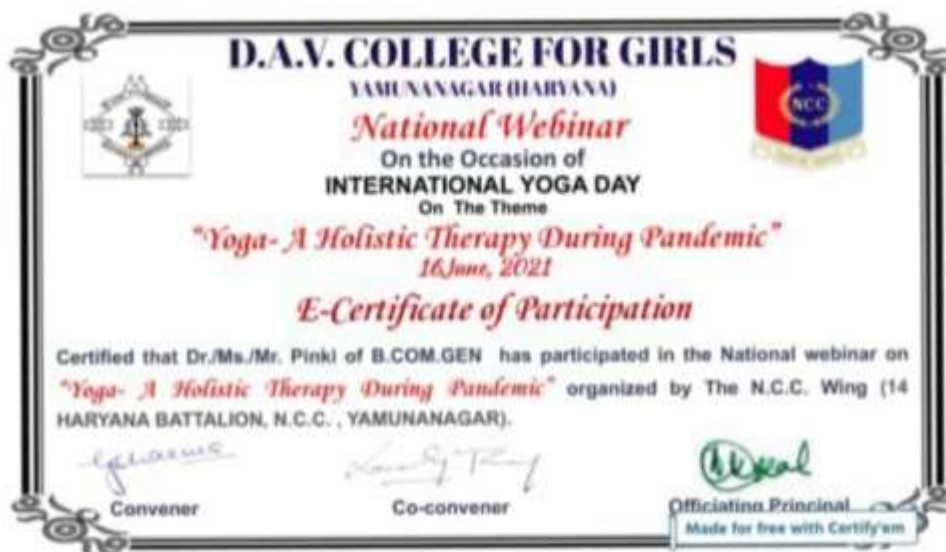 D.A.V. COLLEGE FOR GIRLS
YAMUNANAGAR (HARYANA)
NCC
National Webinar
On the Occasion of
INTERNATIONAL YOGA DAY
On The Theme
"Yoga- A Holistic Therapy During Pandemic"
16June, 2021
E-Certificate of Participation
Certified that Dr./Ms./Mr. Pinki of B.COM.GEN has participated in the National webinar on
"Yoga- A Holistic Therapy During Pandemic" organized by The N.C.C. Wing (14
HARYANA BATTALION, N.C.C. , YAMUNANAGAR).
Convener
Co-convener
Officiating Principal
Made for free with Certify'em